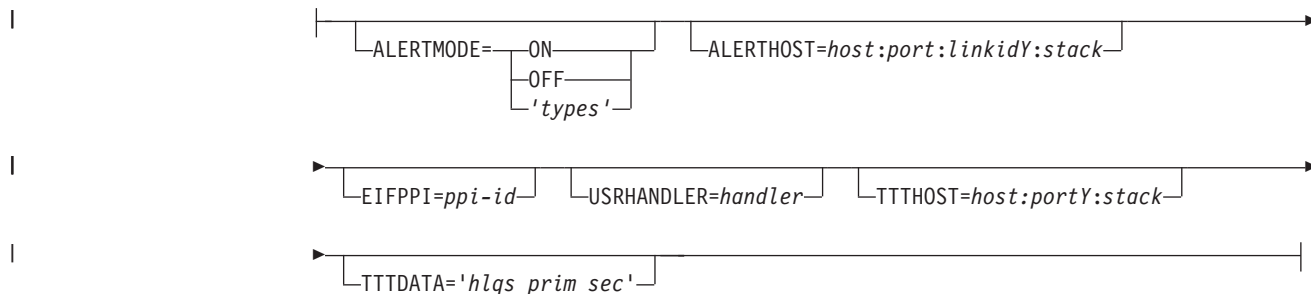 ALERTMODE= ON ALERTHOST=host:port:linkidY:stack
OFF
'types'
EIFPPI=ppi-id USRHANDLER=handler TTTHOST=host:portY:stack
TTTDATA='hlqs prim sec'